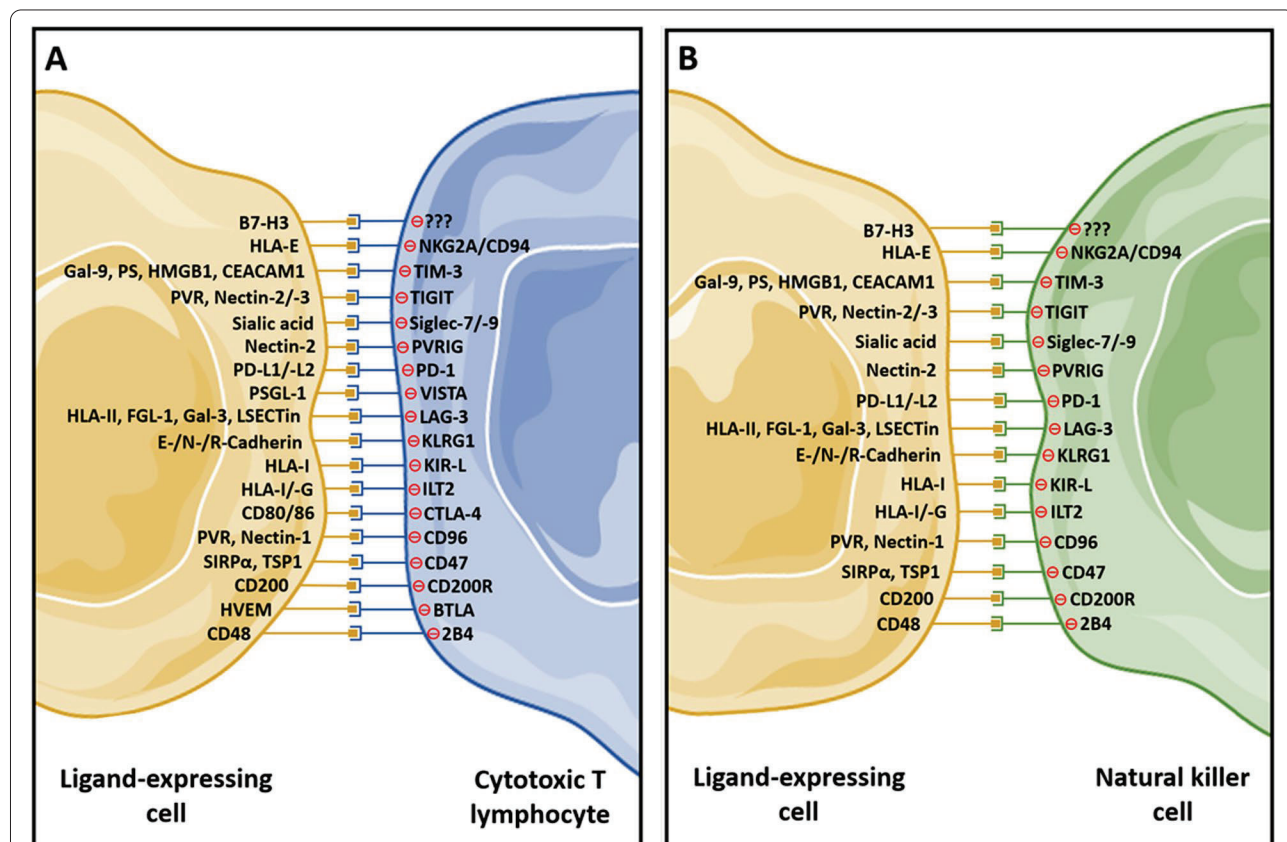 A
B7-H3 ???
HLA-E NKG2A/CD94
Gal-9, PS, HMGB1, CEACAM1 TIM-3
PVR, Nectin-2/-3 TIGIT
Sialic acid Siglec-7/-9
Nectin-2 PVRIG
PD-L1/-L2 PD-1
PSGL-1 VISTA
HLA-II, FGL-1, Gal-3, LSECTin LAG-3
E-/N-/R-Cadherin KLRG1
HLA-I KIR-L
HLA-I/-G ILT2
CD80/86 CTLA-4
PVR, Nectin-1 CD96
SIRPα, TSP1 CD47
CD200 CD200R
HVEM BTLA
CD48 2B4
Ligand-expressing
cell
Cytotoxic T
lymphocyte
B
B7-H3 ???
HLA-E NKG2A/CD94
Gal-9, PS, HMGB1, CEACAM1 TIM-3
PVR, Nectin-2/-3 TIGIT
Sialic acid Siglec-7/-9
Nectin-2 PVRIG
PD-L1/-L2 PD-1
HLA-II, FGL-1, Gal-3, LSECTin LAG-3
E-/N-/R-Cadherin KLRG1
HLA-I KIR-L
HLA-I/-G ILT2
PVR, Nectin-1 CD96
SIRPα, TSP1 CD47
CD200 CD200R
CD48 2B4
Ligand-expressing
cell
Natural killer
cell